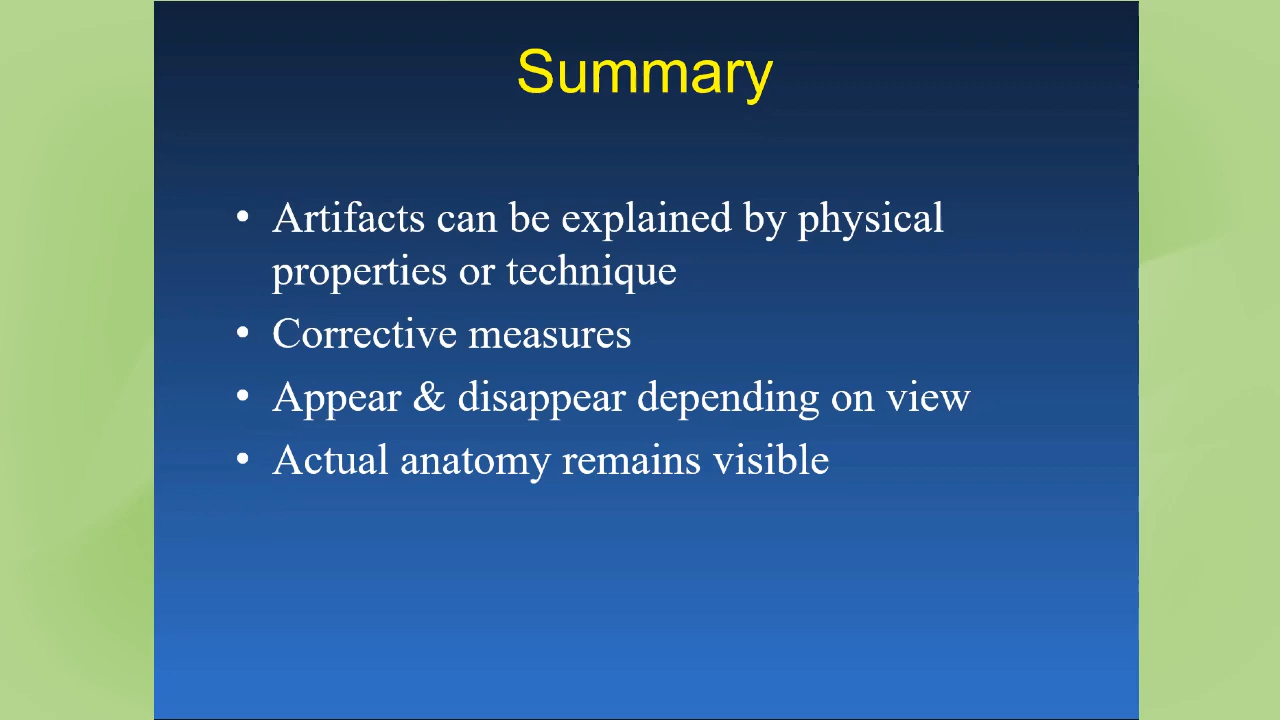 Summary
• Artifacts can be explained by physical
properties or technique
• Corrective measures
• Appear & disappear depending on view
• Actual anatomy remains visible